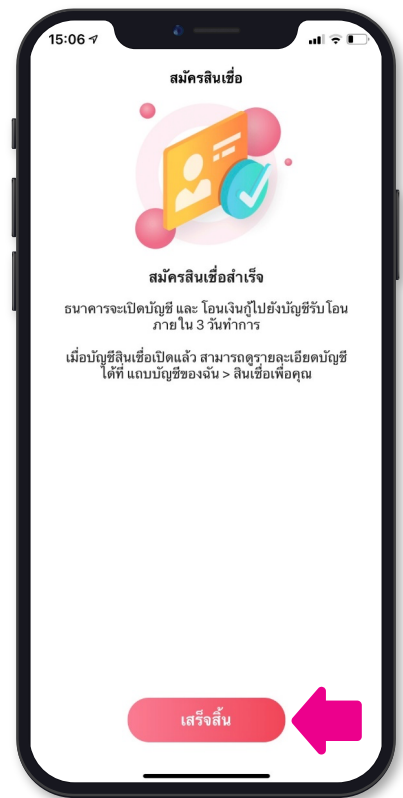 15:06
สมัครสินเชื่อ
สมัครสินเชื่อสำเร็จ
ธนาคารจะเปิดบัญชี และ โอนเงินกู้ไปยังบัญชีรับโอน
ภายใน 3 วันทำการ
เมื่อบัญชีสินเชื่อเปิดแล้ว สามารถดูรายละเอียดบัญชี
ได้ที่ แถบบัญชีของฉัน > สินเชื่อเพื่อคุณ
เสร็จสิ้น